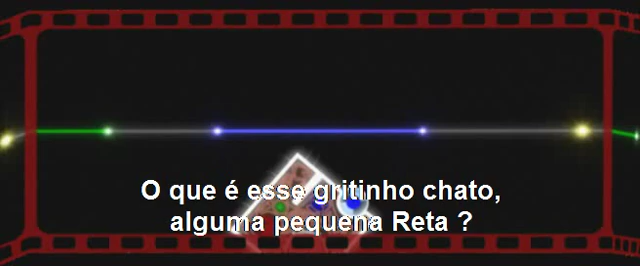 O que é esse gritinho chato,
alguma pequena Reta ?